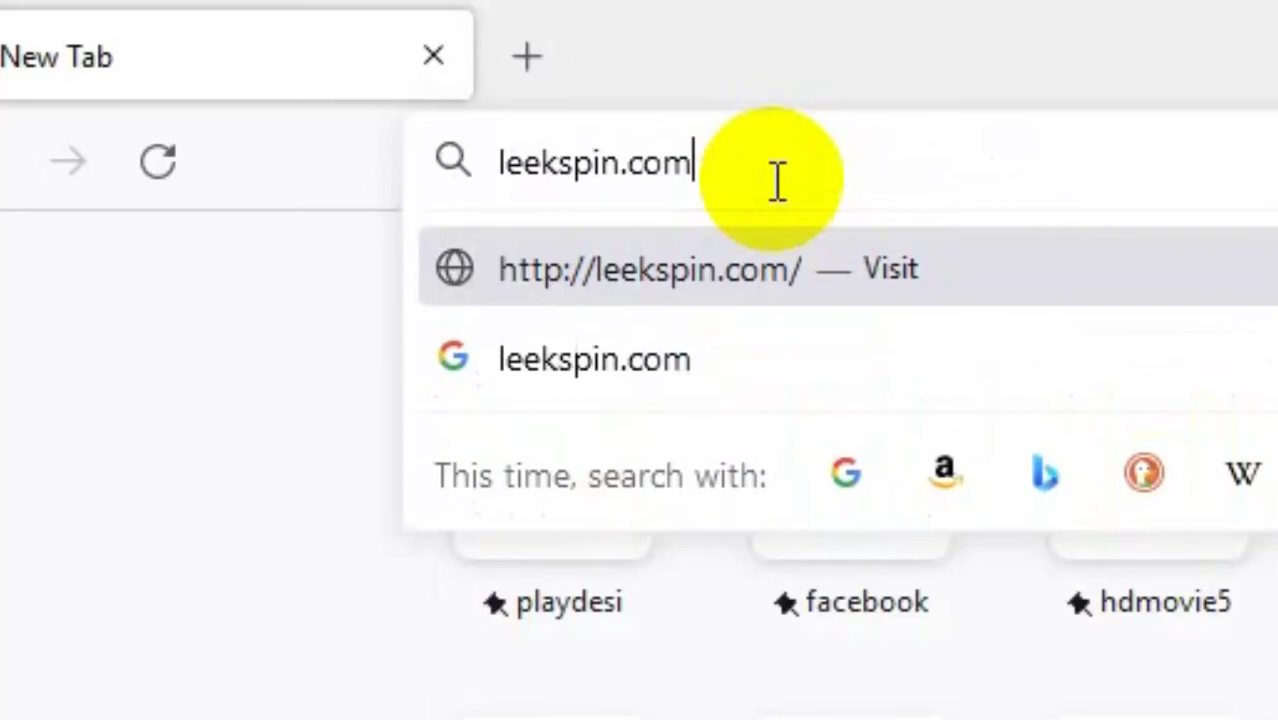 New Tab
leekspin.com
http://leekspin.com/ — Visit
leekspin.com
This time, search with:
playdesi facebook hdmovie5